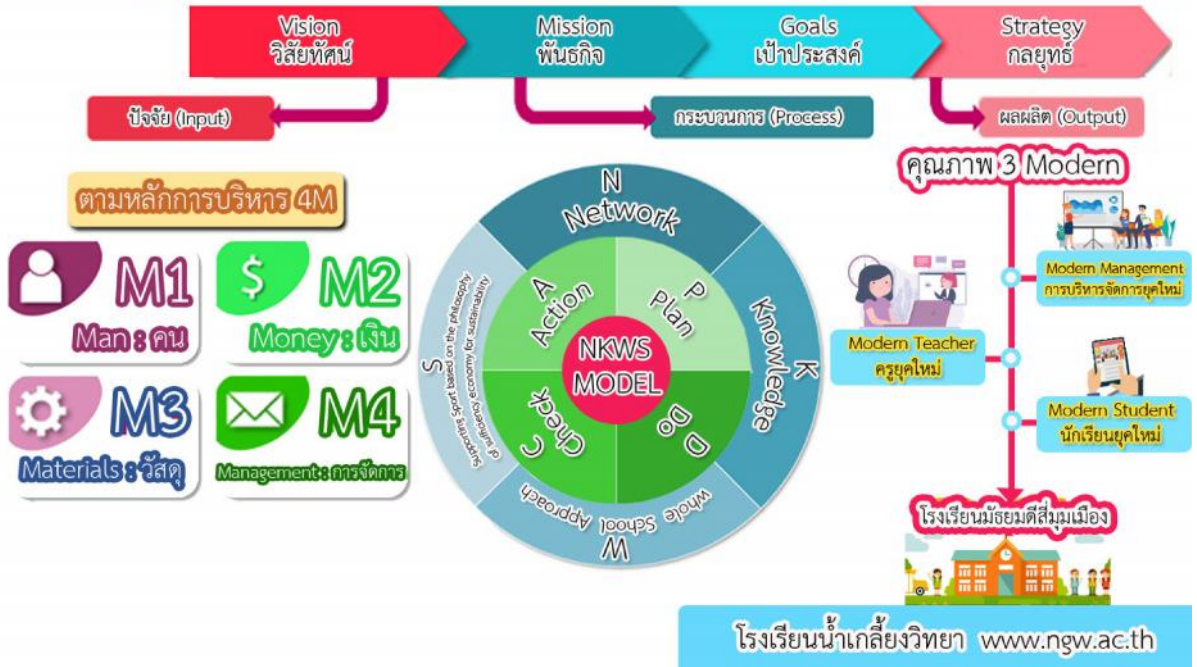 Vision
วิสัยทัศน์
Mission
พันธกิจ
Goals
เป้าประสงค์
Strategy
กลยุทธ์
ปัจจัย (Input)
กระบวนการ (Process)
ผลผลิต (Output)
ตามหลักการบริหาร 4M
M1
Man : คน
M2
Money : เงิน
M3
Materials : วัสดุ
M4
Management : การจัดการ
N
Network
K
Knowledge
W
whole School Approach
S
Supporting Sport based on the philosophy
of sufficiency economy for sustainability
A
Action
P
Plan
D
Do
C
Check
NKWS
MODEL
คุณภาพ 3 Modern
Modern Management
การบริหารจัดการยุคใหม่
Modern Teacher
ครูยุคใหม่
Modern Student
นักเรียนยุคใหม่
โรงเรียนมัธยมดีสี่มุมเมือง
โรงเรียนน้ำเกลี้ยงวิทยา www.ngw.ac.th